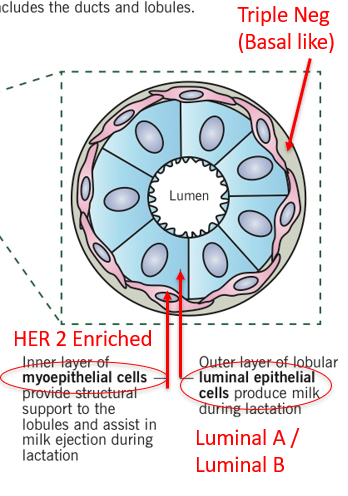 cludes the ducts and lobules.
Triple Neg
(Basal like)
Lumen
HER 2 Enriched
Inner layer of
myoepithelial cells
provide structural
support to the
lobules and assist in
milk ejection during
lactation
Outer layer of lobular
luminal epithelial
cells produce milk
during lactation
Luminal A /
Luminal B